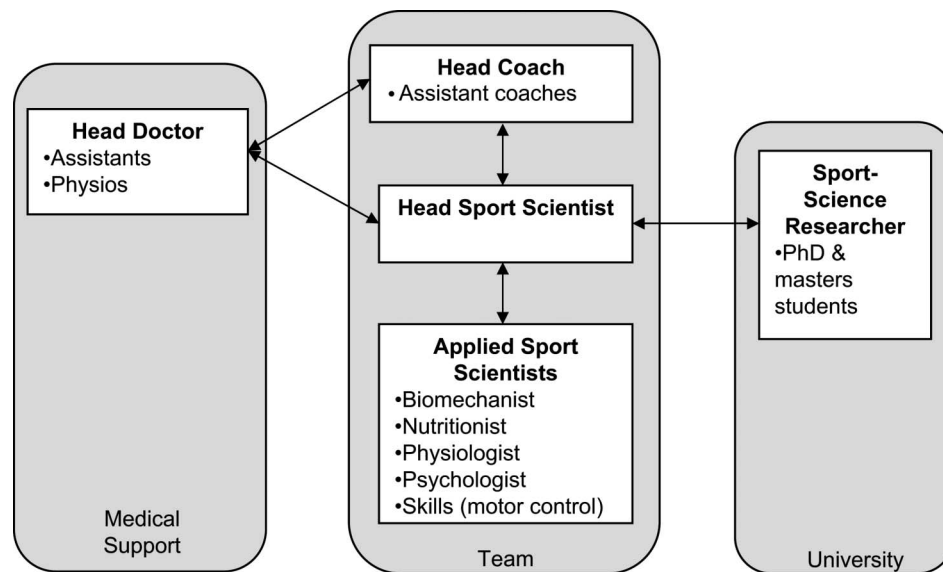 Head Doctor
•Assistants
•Physios
Medical
Support
Head Coach
• Assistant coaches
Head Sport Scientist
Applied Sport
Scientists
•Biomechanist
•Nutritionist
•Physiologist
•Psychologist
•Skills (motor control)
Team
Sport-
Science
Researcher
•PhD &
masters
students
University